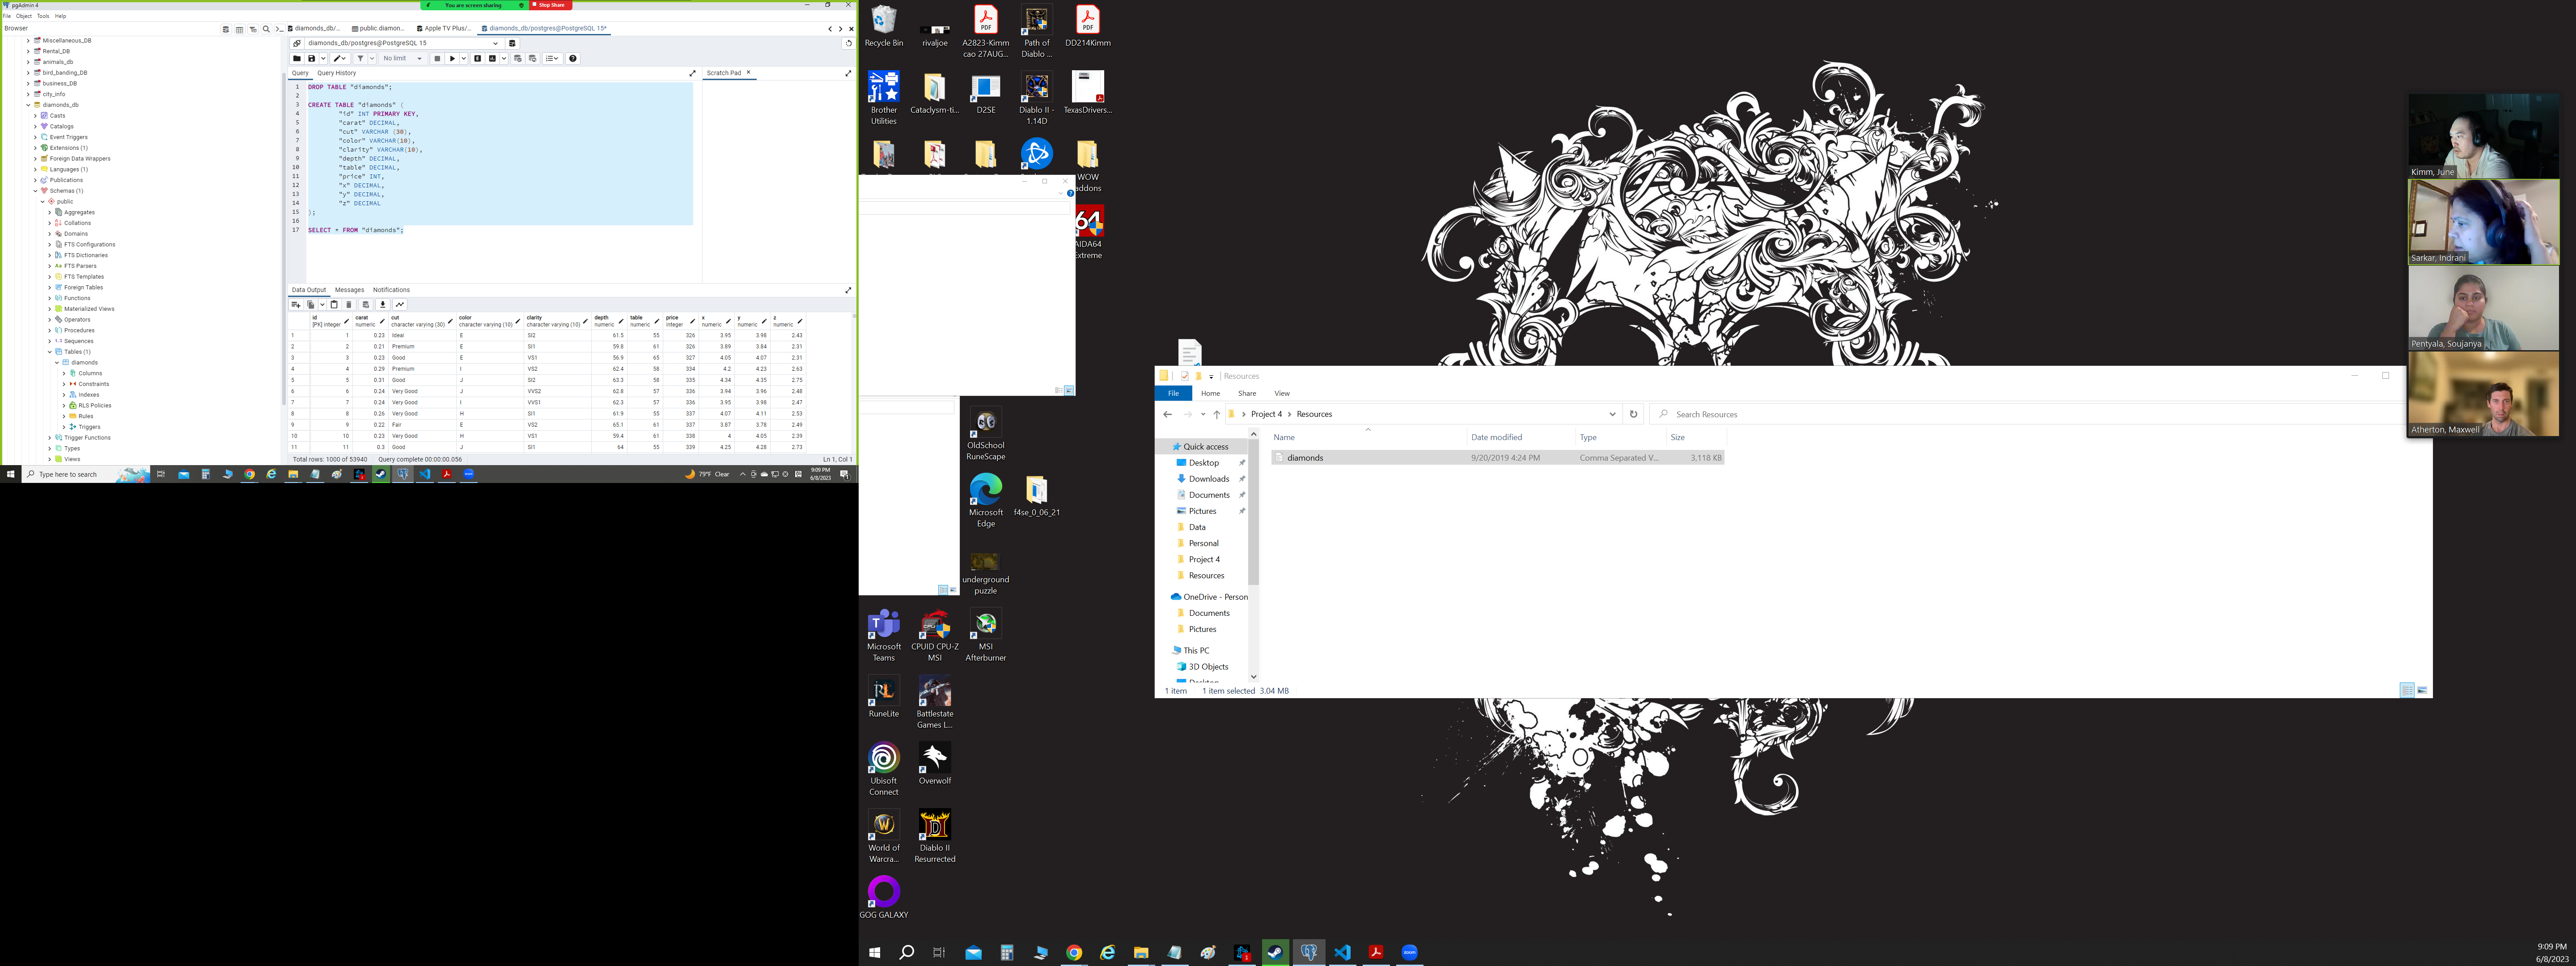 pgAdmin 4
You are screen sharing
Stop Share
File Object Tools Help
Browser
Miscellaneous_DB
Rental_DB
animals_db
bird_banding_DB
business_DB
city_info
diamonds_db
Casts
Catalogs
Event Triggers
Extensions (1)
Foreign Data Wrappers
Languages (1)
Publications
Schemas (1)
public
Aggregates
Collations
Domains
FTS Configurations
FTS Dictionaries
FTS Parsers
FTS Templates
Foreign Tables
Functions
Materialized Views
Operators
Procedures
Sequences
Tables (1)
diamonds
Columns
Constraints
Indexes
RLS Policies
Rules
Triggers
Trigger Functions
Types
Views
diamonds_db/... public.diamon... Apple TV Plus/... diamonds_db/postgres@PostgreSQL 15*
diamonds_db/postgres@PostgreSQL 15
No limit
Query Query History
Scratch Pad
1 DROP TABLE "diamonds";
2
3 CREATE TABLE "diamonds" (
4 "id" INT PRIMARY KEY,
5 "carat" DECIMAL,
6 "cut" VARCHAR (30),
7 "color" VARCHAR(10),
8 "clarity" VARCHAR(10),
9 "depth" DECIMAL,
10 "table" DECIMAL,
11 "price" INT,
12 "x" DECIMAL,
13 "y" DECIMAL,
14 "z" DECIMAL
15 );
16
17 SELECT * FROM "diamonds";
Data Output Messages Notifications
id carat cut color clarity depth table price x y z
[PK] integer numeric character varying (30) character varying (10) character varying (10) numeric numeric integer numeric numeric numeric
1 1 0.23 Ideal E SI2 61.5 55 326 3.95 3.98 2.43
2 2 0.21 Premium E SI1 59.8 61 326 3.89 3.84 2.31
3 3 0.23 Good E VS1 56.9 65 327 4.05 4.07 2.31
4 4 0.29 Premium I VS2 62.4 58 334 4.2 4.23 2.63
5 5 0.31 Good J SI2 63.3 58 335 4.34 4.35 2.75
6 6 0.24 Very Good J VVS2 62.8 57 336 3.94 3.96 2.48
7 7 0.24 Very Good I VVS1 62.3 57 336 3.95 3.98 2.47
8 8 0.26 Very Good H SI1 61.9 55 337 4.07 4.11 2.53
9 9 0.22 Fair E VS2 65.1 61 337 3.87 3.78 2.49
10 10 0.23 Very Good H VS1 59.4 61 338 4 4.05 2.39
11 11 0.3 Good J SI1 64 55 339 4.25 4.28 2.73
Total rows: 1000 of 53940 Query complete 00:00:00.056
Ln 1, Col 1
Type here to search
79°F Clear
9:09 PM
6/8/2023
Recycle Bin
rivaljoe
A2823-Kimm
cao 27AUG...
Path of
Diablo ...
DD214Kimm
Brother
Utilities
Cataclysm-ti...
D2SE
Diablo II -
1.14D
TexasDrivers...
WOW
addons
64
AIDA64
Extreme
OldSchool
RuneScape
Microsoft
Edge
f4se_0_06_21
underground
puzzle
Microsoft
Teams
CPUID CPU-Z
MSI
MSI
Afterburner
RuneLite
Battlestate
Games L...
Ubisoft
Connect
Overwolf
World of
Warcra...
Diablo II
Resurrected
GOG GALAXY
Resources
File Home Share View
Project 4 Resources
Search Resources
Name Date modified Type Size
diamonds 9/20/2019 4:24 PM Comma Separated V... 3,118 KB
Quick access
Desktop
Downloads
Documents
Pictures
Data
Personal
Project 4
Resources
OneDrive - Person
Documents
Pictures
This PC
3D Objects
Desktop
1 item 1 item selected 3.04 MB
Kimm, June
Sarkar, Indrani
Pentyala, Soujanya
Atherton, Maxwell
9:09 PM
6/8/2023